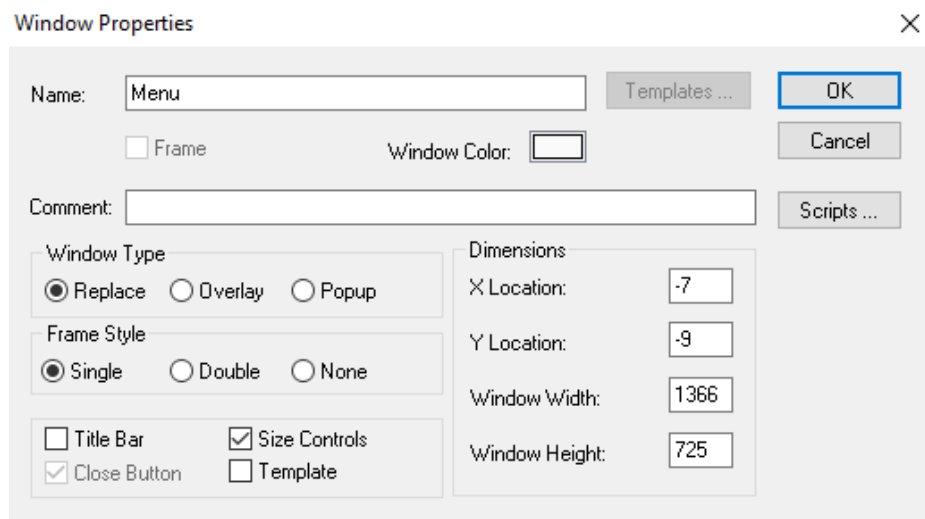 Window Properties
Name: Menu Templates ... OK
Frame Window Color: Cancel
Comment: Scripts ...
Window Type
Replace Overlay Popup
Frame Style
Single Double None
Title Bar Size Controls
Close Button Template
Dimensions
X Location: -7
Y Location: -9
Window Width: 1366
Window Height: 725